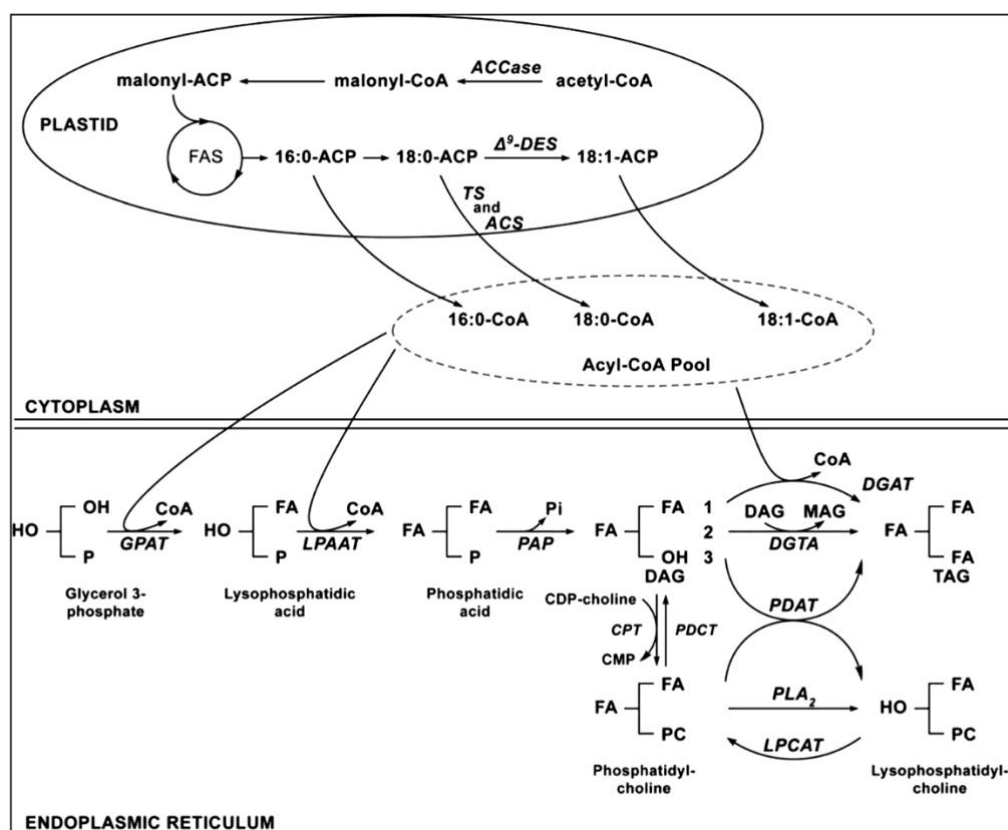 malonyl-ACP malonyl-CoA ACCase acetyl-CoA
PLASTID
FAS 16:0-ACP 18:0-ACP Δ⁹-DES 18:1-ACP
TS
and
ACS
16:0-CoA 18:0-CoA 18:1-CoA
Acyl-CoA Pool
CYTOPLASM
CoA
DGAT
OH CoA FA CoA FA Pi FA 1 DAG MAG FA
HO HO FA FA 2 FA
P GPAT P LPAAT P PAP OH 3 DGTA FA
DAG TAG
Glycerol 3-
phosphate
Lysophosphatidic
acid
Phosphatidic
acid
CDP-choline
CPT PDCT
PDAT
CMP
FA FA
FA PLA₂ HO
PC PC
LPCAT
Phosphatidyl-
choline
Lysophosphatidyl-
choline
ENDOPLASMIC RETICULUM